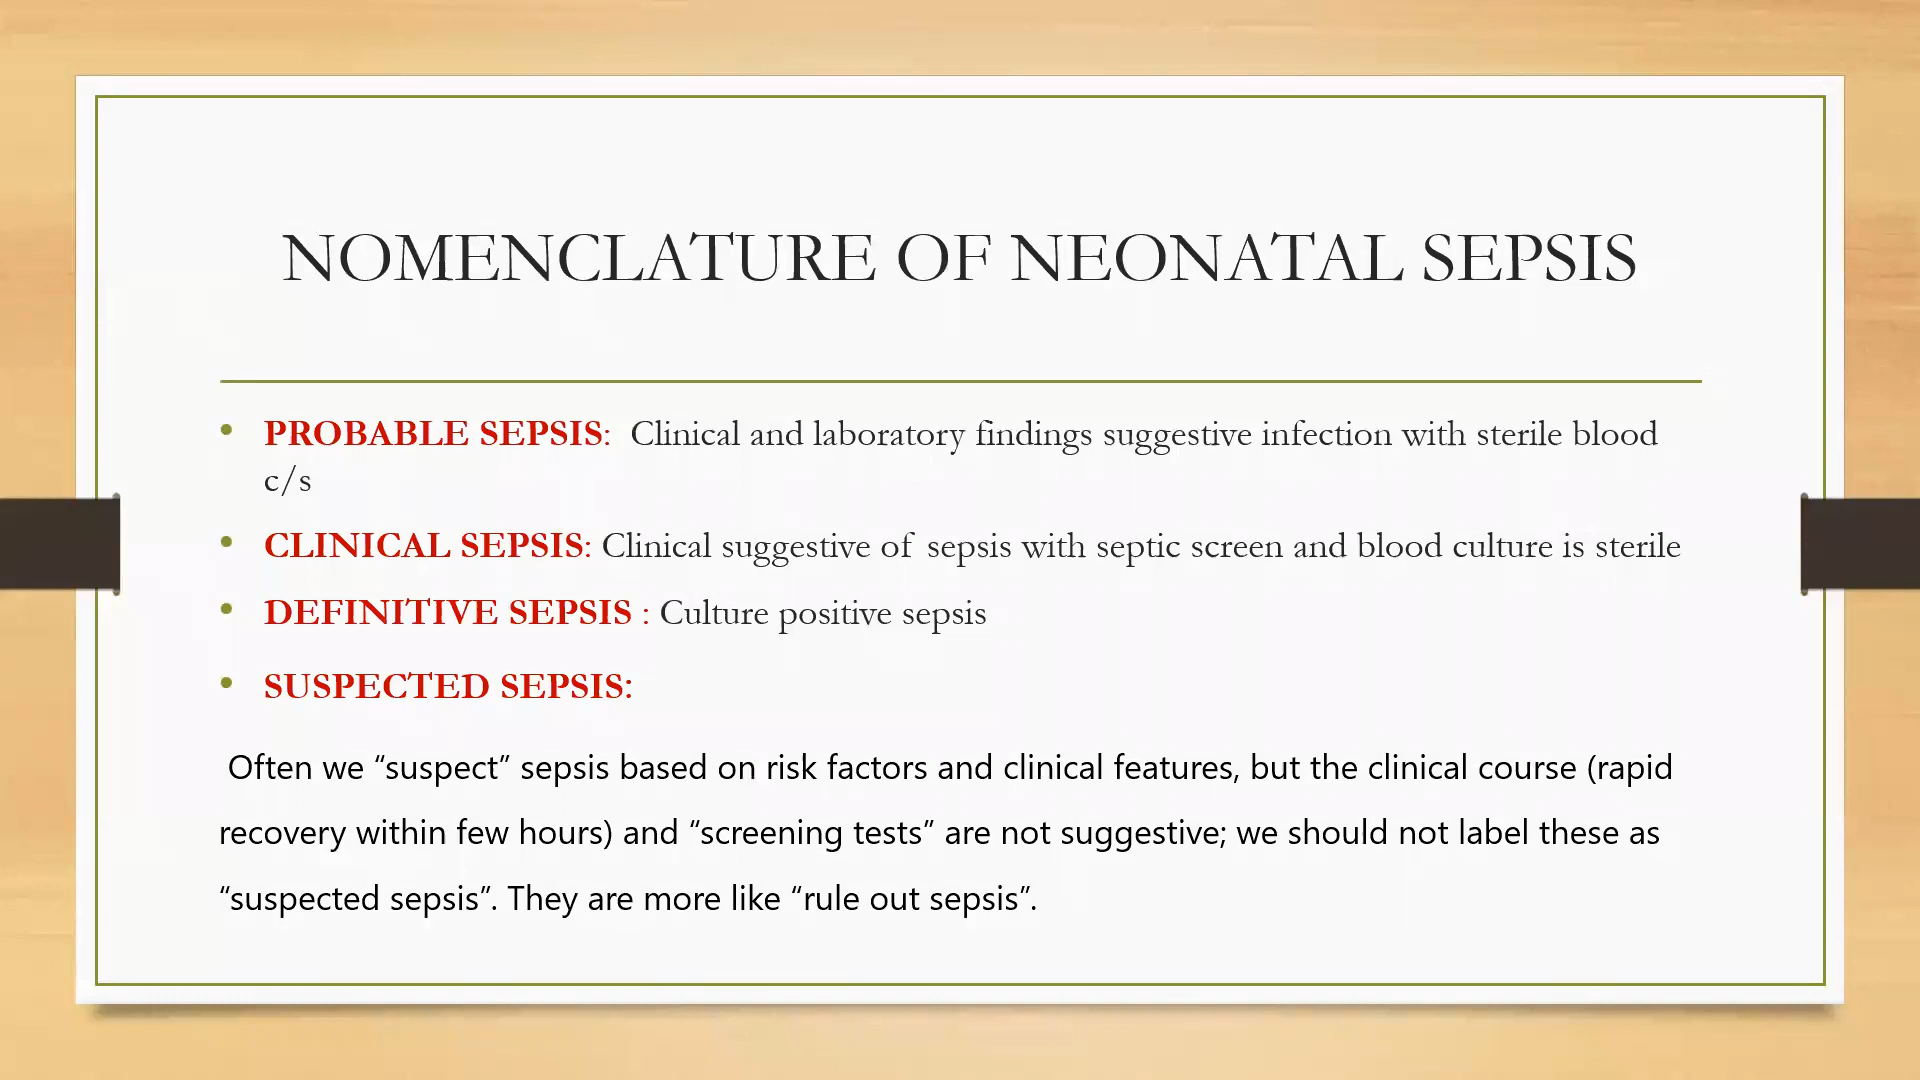 NOMENCLATURE OF NEONATAL SEPSIS
• PROBABLE SEPSIS: Clinical and laboratory findings suggestive infection with sterile blood
c/s
• CLINICAL SEPSIS: Clinical suggestive of sepsis with septic screen and blood culture is sterile
• DEFINITIVE SEPSIS : Culture positive sepsis
• SUSPECTED SEPSIS:
Often we “suspect” sepsis based on risk factors and clinical features, but the clinical course (rapid
recovery within few hours) and “screening tests” are not suggestive; we should not label these as
“suspected sepsis”. They are more like “rule out sepsis”.